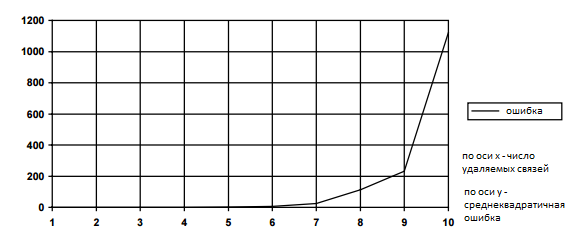 1200
1000
800
600
400
200
0
1 2 3 4 5 6 7 8 9 10
ошибка
по оси х - число
удаляемых связей
по оси у -
среднеквадратичная
ошибка